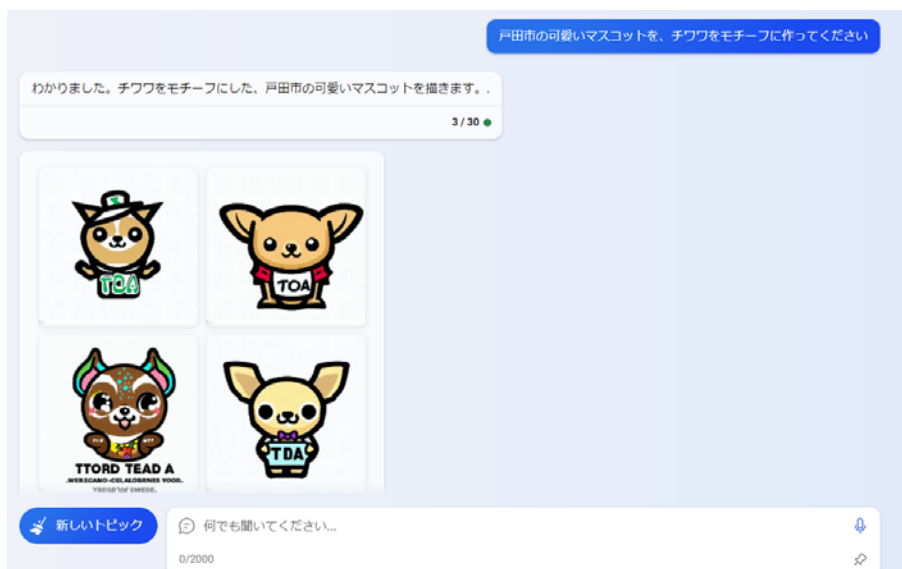 戸田市の可愛いマスコットを、チワワをモチーフに作ってください
わかりました。チワワをモチーフにした、戸田市の可愛いマスコットを描きます。.
3 / 30
TOA
TOA
TTORD TEAD A
TDA
新しいトピック
何でも聞いてください...
0/2000